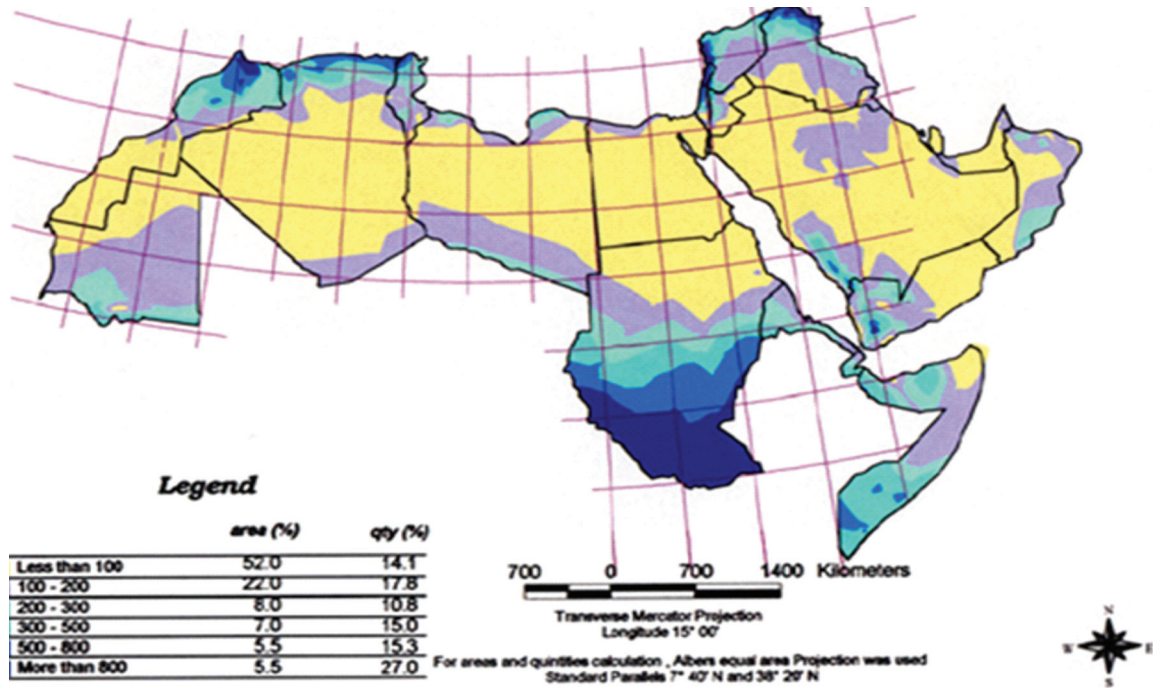 Legend
area (%) qty (%)
Less than 100 52.0 14.1
100 - 200 22.0 17.8
200 - 300 8.0 10.8
300 - 500 7.0 15.0
500 - 800 5.5 15.3
More than 800 5.5 27.0
700 0 700 1400 Kilometers
Transverse Mercator Projection
Longitude 15° 00'
For areas and quintities calculation , Albers equal area Projection was used
Standard Parallels 7° 40' N and 38° 20' N
N
W E
S